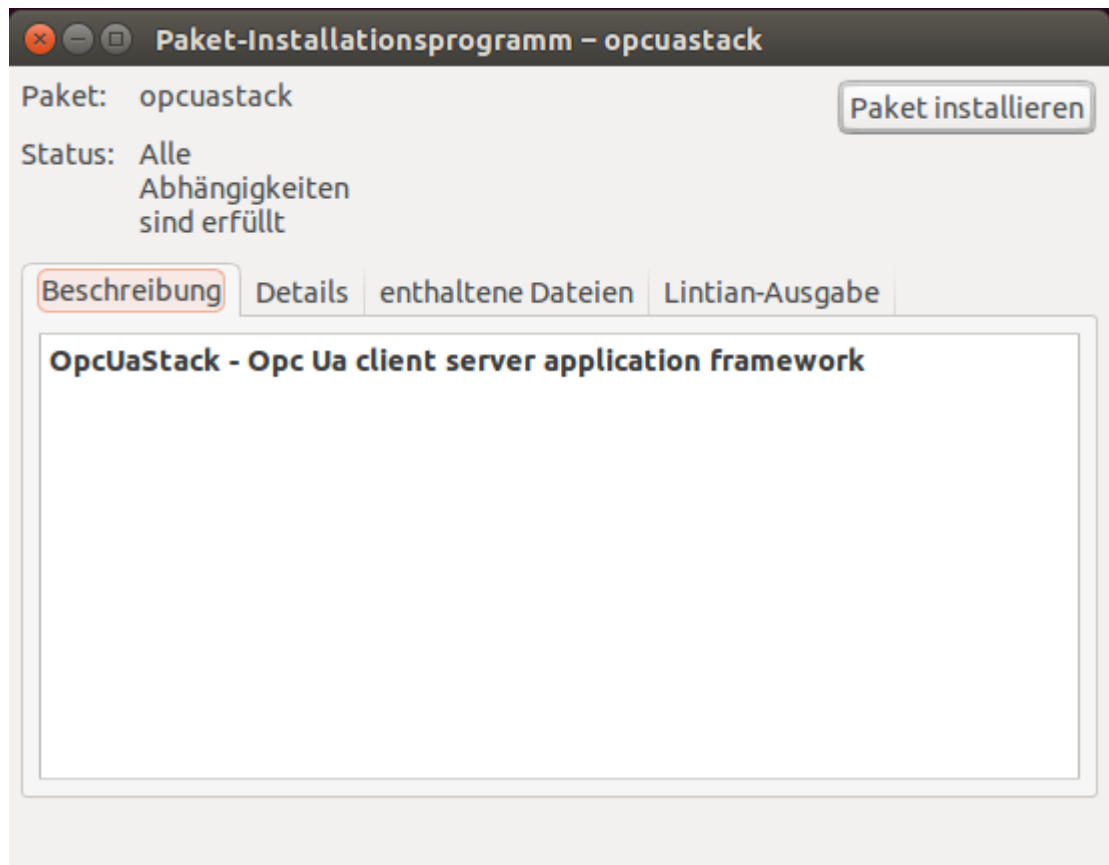 Paket-Installationsprogramm – opcuastack
Paket: opcuastack
Paket installieren
Status: Alle
Abhängigkeiten
sind erfüllt
Beschreibung Details enthaltene Dateien Lintian-Ausgabe
OpcUaStack - Opc Ua client server application framework